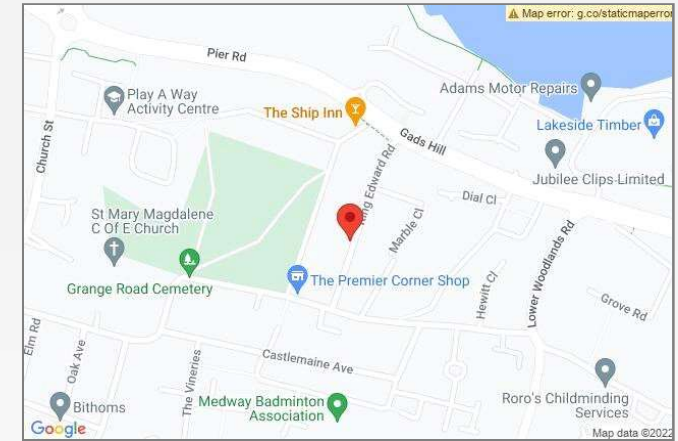 Map error: g.co/staticmaperror
Pier Rd
Play A Way
Activity Centre
Adams Motor Repairs
The Ship Inn
Lakeside Timber
Church St
Gads Hill
Jubilee Clips Limited
King Edward Rd
Dial Cl
St Mary Magdalene
C Of E Church
Marble Cl
Lower Woodlands Rd
Grange Road Cemetery
The Premier Corner Shop
Hewitt Cl
Grove Rd
Elm Rd
Oak Ave
The Vineries
Castlemaine Ave
Bithoms
Medway Badminton
Association
Roro's Childminding
Services
Google
Map data ©2022